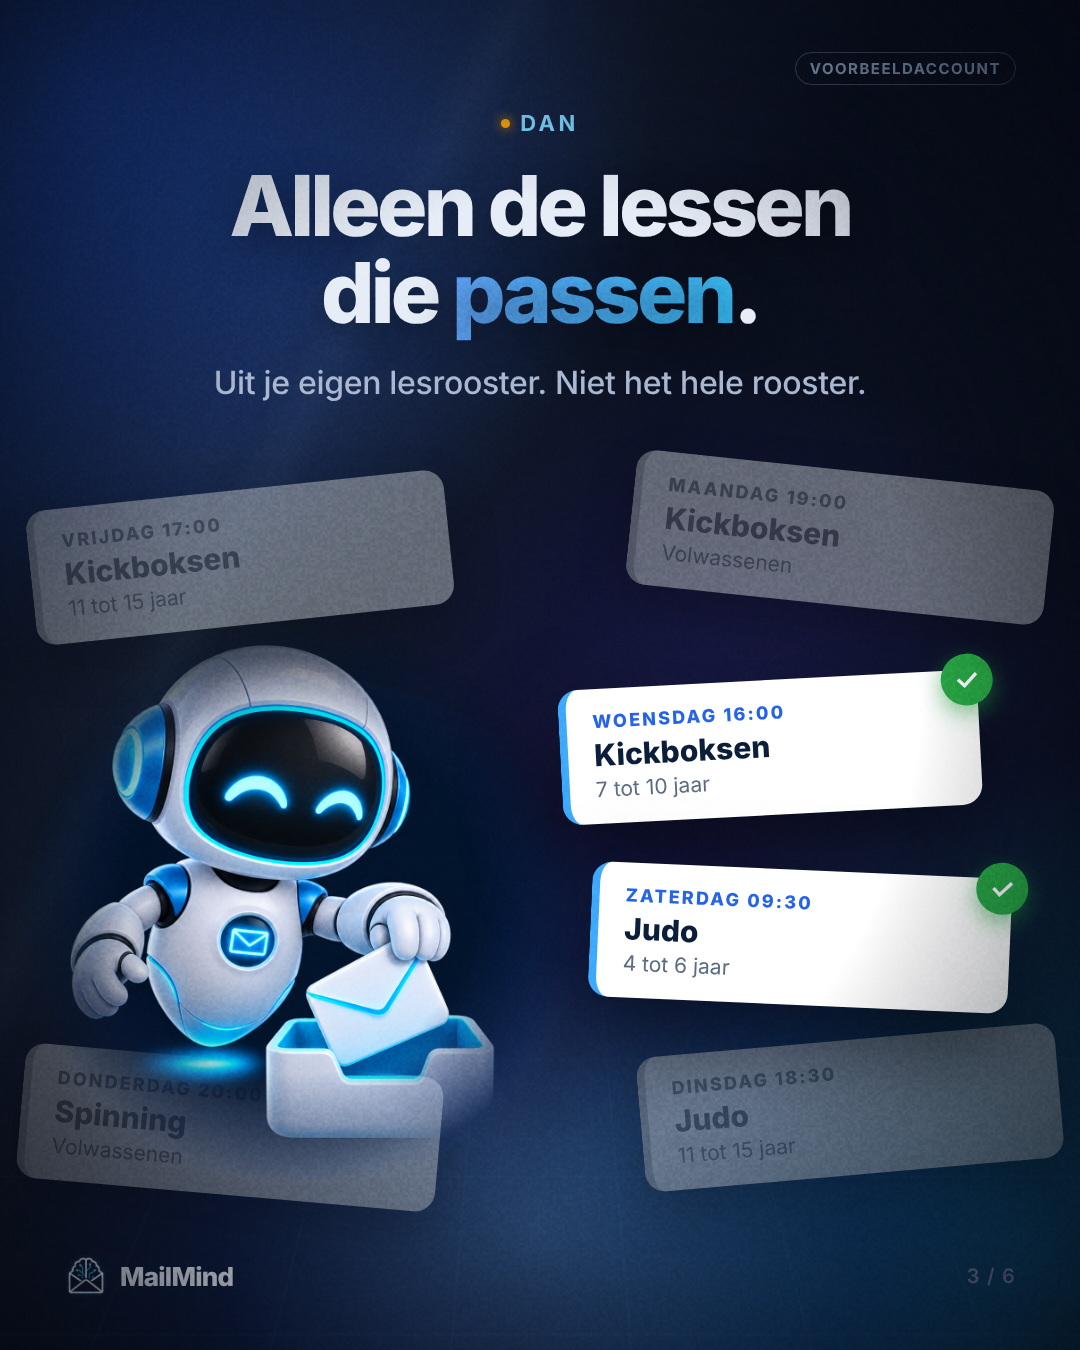 VOORBEELDACCOUNT
DAN
Alleen de lessen
die passen.
Uit je eigen lesrooster. Niet het hele rooster.
VRIJDAG 17:00
Kickboksen
11 tot 15 jaar
MAANDAG 19:00
Kickboksen
Volwassenen
WOENSDAG 16:00
Kickboksen
7 tot 10 jaar
ZATERDAG 09:30
Judo
4 tot 6 jaar
DONDERDAG 20:00
Spinning
Volwassenen
DINSDAG 18:30
Judo
11 tot 15 jaar
MailMind
3 / 6